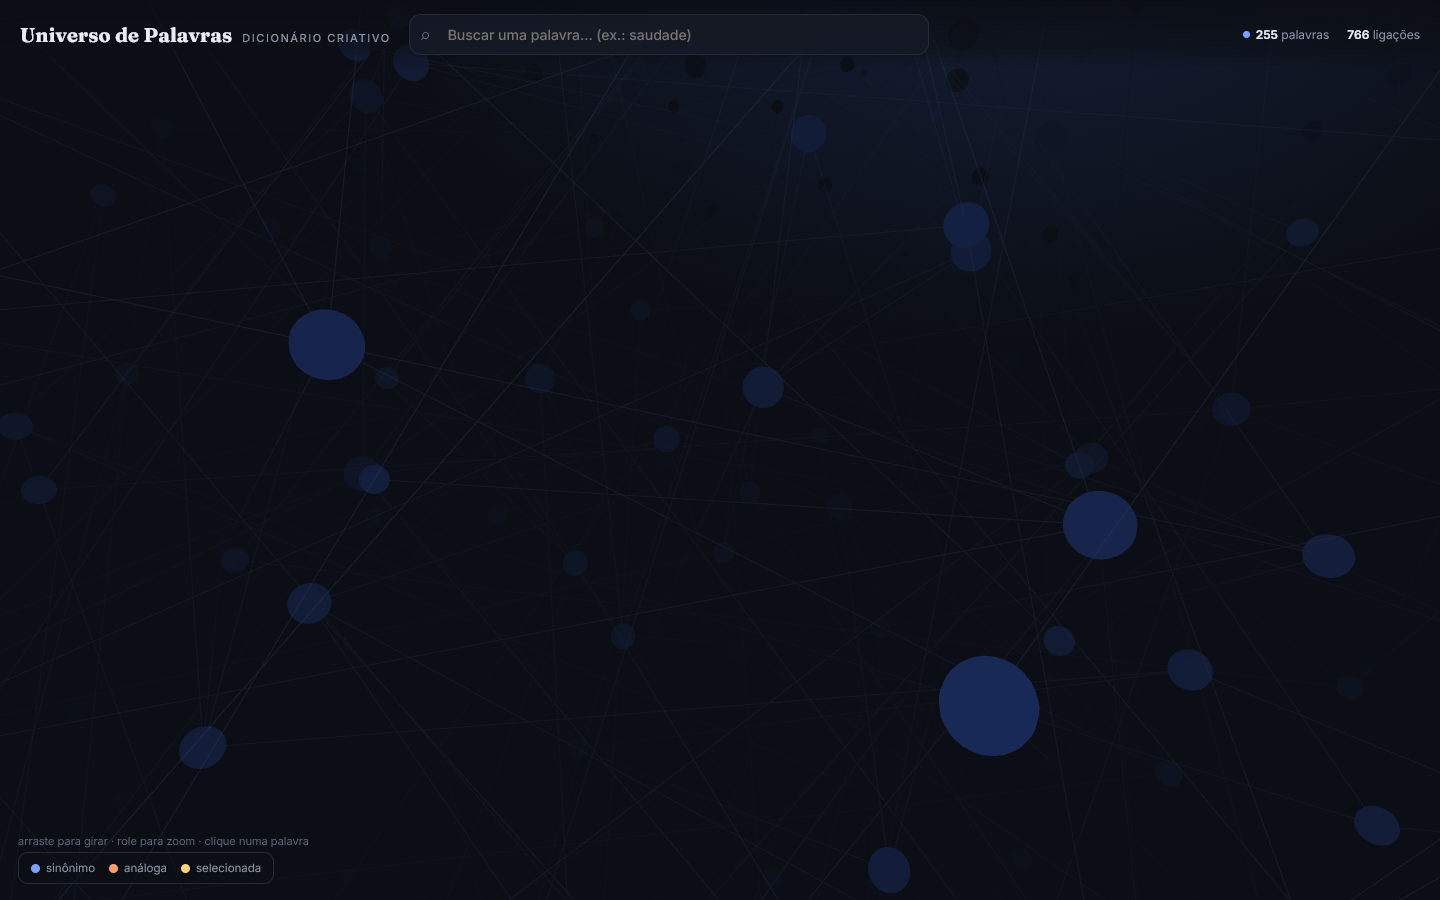 Universo de Palavras DICIONÁRIO CRIATIVO
Buscar uma palavra... (ex.: saudade)
255 palavras 766 ligações
arraste para girar · role para zoom · clique numa palavra
sinônimo análoga selecionada